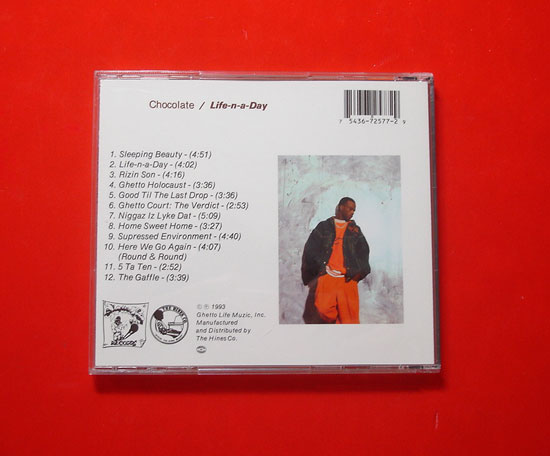 Chocolate / Life-n-a-Day
7 5436-72577-2 9
1. Sleeping Beauty - (4:51)
2. Life-n-a-Day - (4:02)
3. Rizin Son - (4:16)
4. Ghetto Holocaust - (3:36)
5. Good Til The Last Drop - (3:36)
6. Ghetto Court: The Verdict - (2:53)
7. Niggaz Iz Lyke Dat - (5:09)
8. Home Sweet Home - (3:27)
9. Supressed Environment - (4:40)
10. Here We Go Again - (4:07)
(Round & Round)
11. 5 Ta Ten - (2:52)
12. The Gaffle - (3:39)
©℗ 1993
Ghetto Life Muzic, Inc.
Manufactured
and Distributed by
The Hines Co.
THE HINES CO.
RECORDS